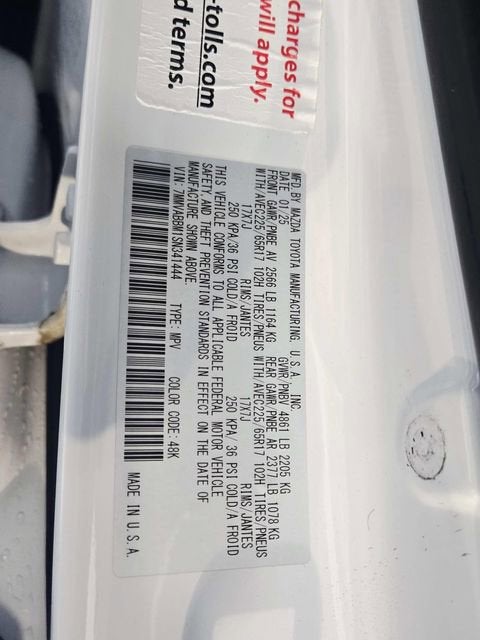 charges for
will apply.
-tolls.com
d terms.
MFD. BY MAZDA TOYOTA MANUFACTURING, U.S.A., INC.
01/25 GVWR/PNBV 4861 LB 2205 KG
FRONT GAWR/PNBE AV 2566 LB 1164 KG REAR GAWR/PNBE AR 2377 LB 1078 KG
WITH/AVEC225/65R17 102H TIRES/PNEUS WITH/AVEC225/65R17 102H TIRES/PNEUS
17X7J RIMS/JANTES 17X7J RIMS/JANTES
250 KPA/36 PSI COLD/A FROID 250 KPA/ 36 PSI COLD/A FROID
THIS VEHICLE CONFORMS TO ALL APPLICABLE FEDERAL MOTOR VEHICLE
SAFETY, AND THEFT PREVENTION STANDARDS IN EFFECT ON THE DATE OF
MANUFACTURE SHOWN ABOVE.
VIN: 7MMVABBM1SN341444 TYPE: MPV COLOR CODE: 48K
MADE IN U.S.A.